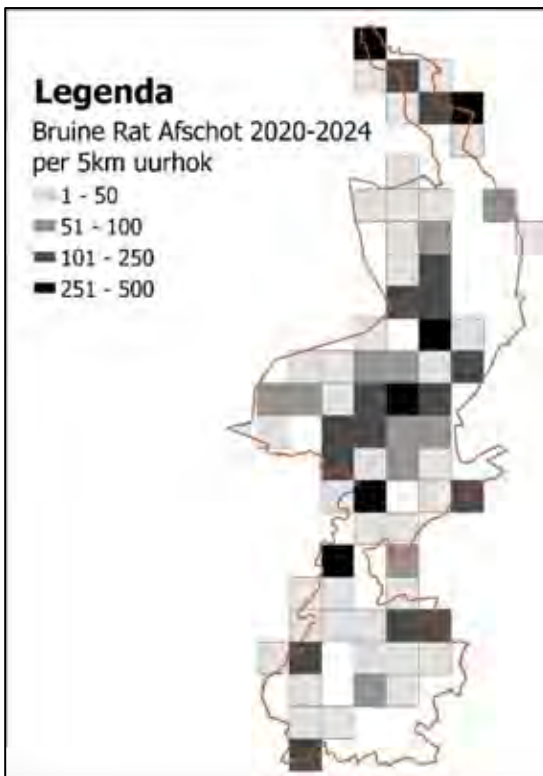 Legenda
Bruine Rat Afschot 2020-2024
per 5km uurhok
1 - 50
51 - 100
101 - 250
251 - 500